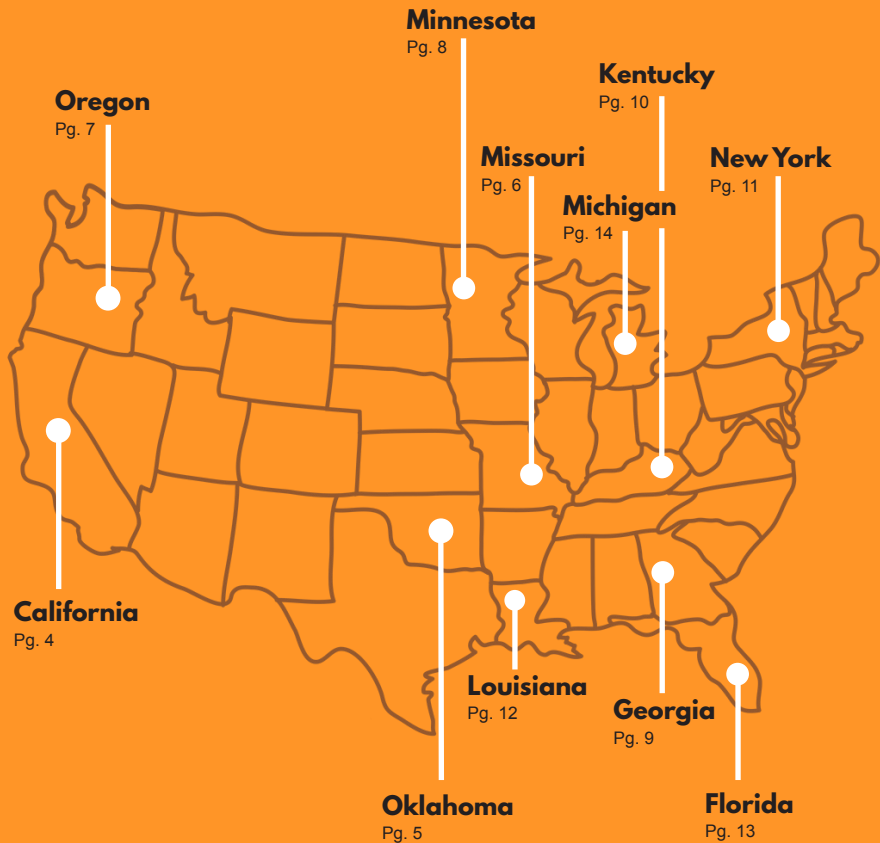 Minnesota
Pg. 8
Kentucky
Pg. 10
Oregon
Pg. 7
Missouri
Pg. 6
New York
Pg. 11
Michigan
Pg. 14
California
Pg. 4
Louisiana
Pg. 12
Georgia
Pg. 9
Oklahoma
Pg. 5
Florida
Pg. 13